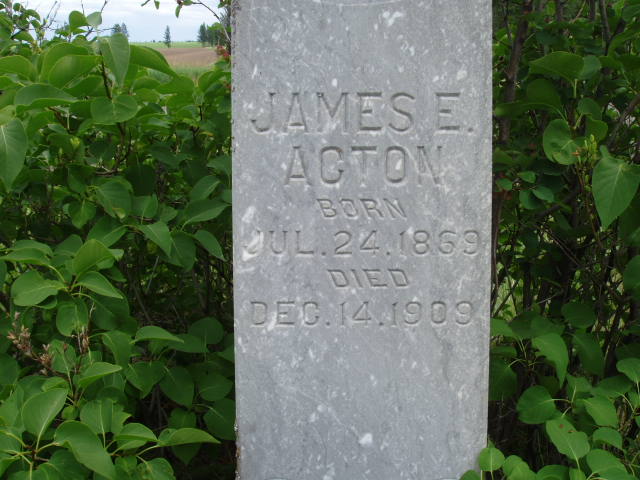 JAMES E.
ACTON
BORN
JUL. 24. 1869
DIED
DEC. 14. 1909